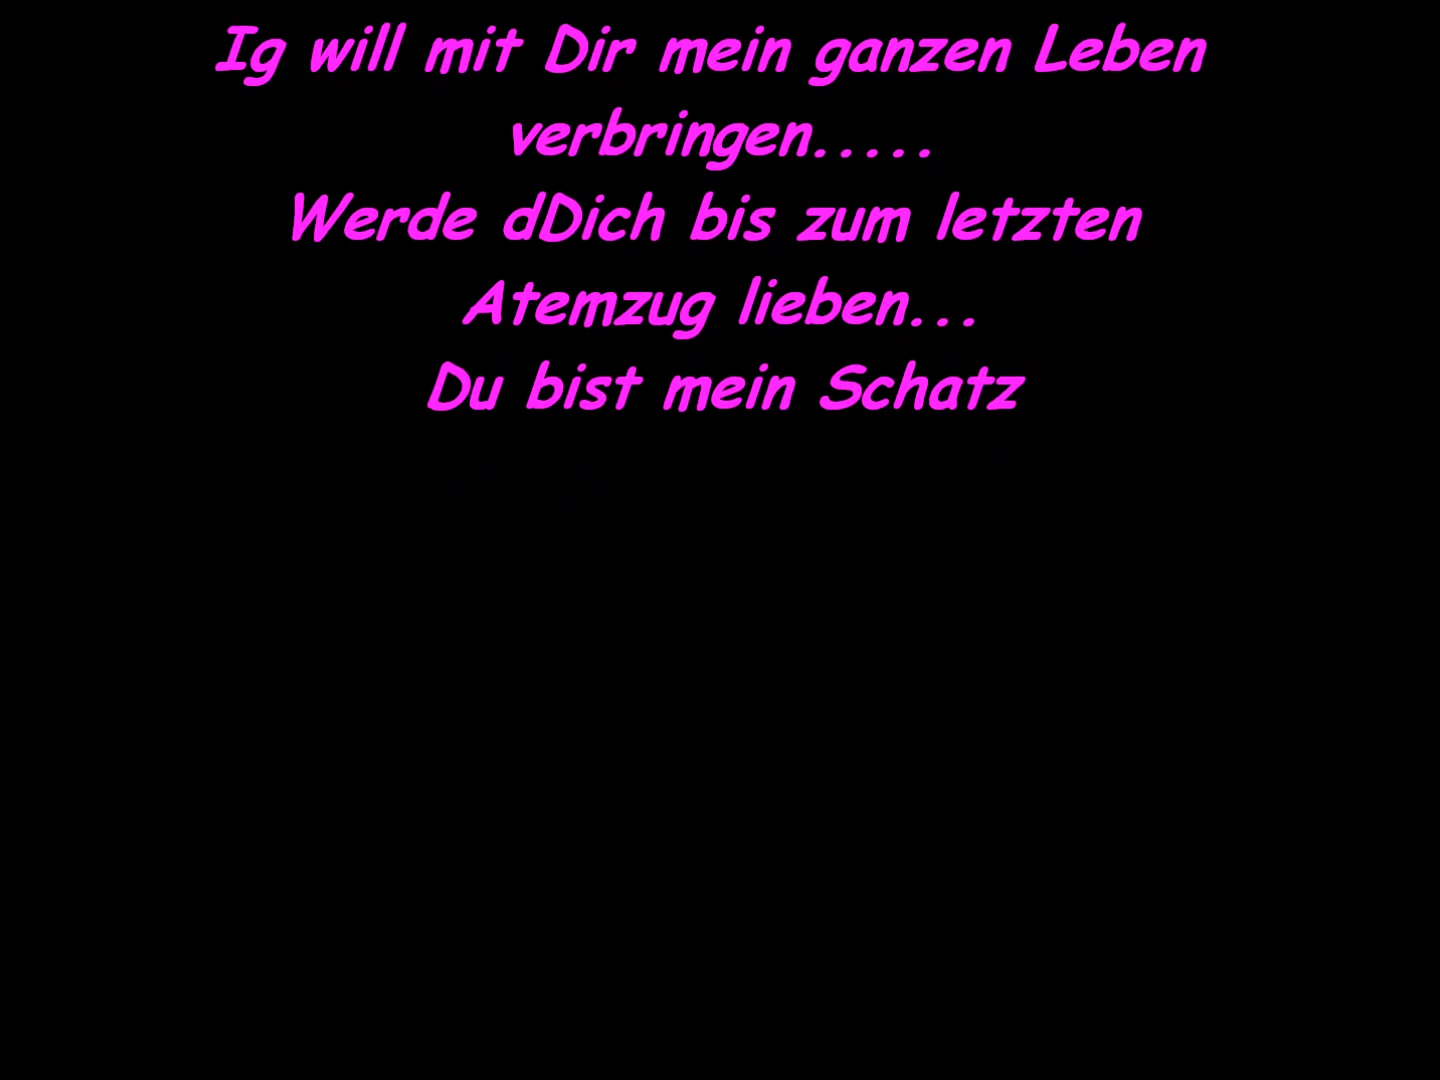 Ig will mit Dir mein ganzen Leben
verbringen.....
Werde dDich bis zum letzten
Atemzug lieben...
Du bist mein Schatz